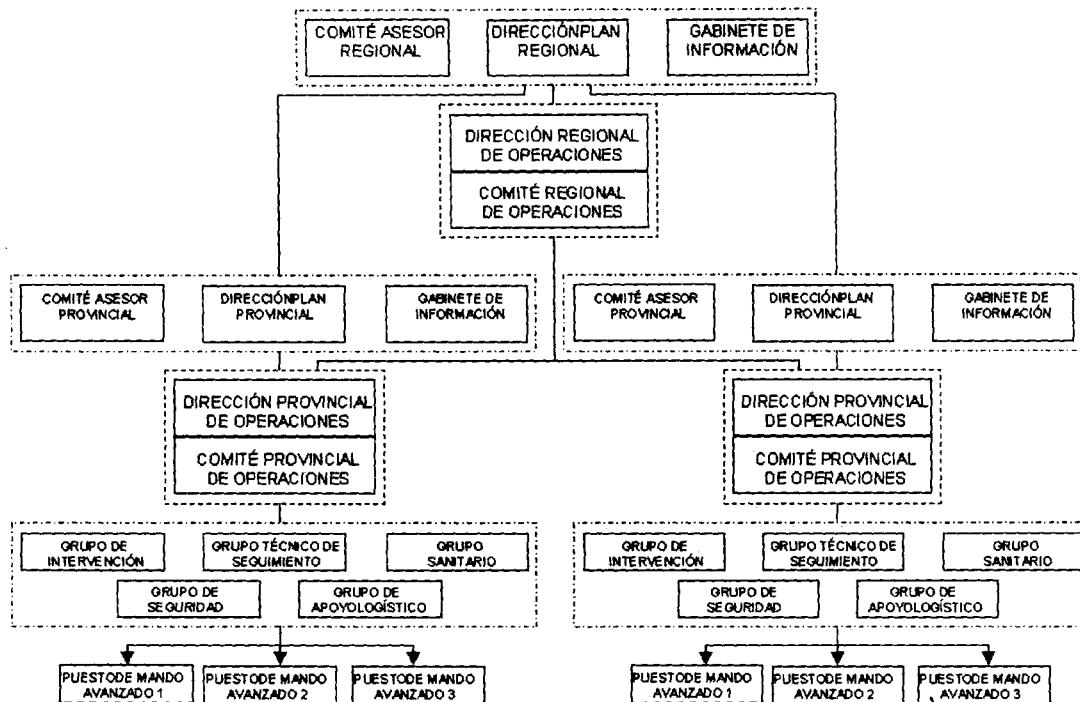 COMITÉ ASESOR
REGIONAL
DIRECCIÓNPLAN
REGIONAL
GABINETE DE
INFORMACIÓN
DIRECCIÓN REGIONAL
DE OPERACIONES
COMITÉ REGIONAL
DE OPERACIONES
COMITÉ ASESOR
PROVINCIAL
DIRECCIÓNPLAN
PROVINCIAL
GABINETE DE
INFORMACIÓN
COMITÉ ASESOR
PROVINCIAL
DIRECCIÓNPLAN
PROVINCIAL
GABINETE DE
INFORMACIÓN
DIRECCIÓN PROVINCIAL
DE OPERACIONES
COMITÉ PROVINCIAL
DE OPERACIONES
DIRECCIÓN PROVINCIAL
DE OPERACIONES
COMITÉ PROVINCIAL
DE OPERACIONES
GRUPO DE
INTERVENCIÓN
GRUPO TÉCNICO DE
SEGUIMIENTO
GRUPO
SANITARIO
GRUPO DE
SEGURIDAD
GRUPO DE
APOYOLOGÍSTICO
GRUPO DE
INTERVENCIÓN
GRUPO TÉCNICO DE
SEGUIMIENTO
GRUPO
SANITARIO
GRUPO DE
SEGURIDAD
GRUPO DE
APOYOLOGÍSTICO
PUESTODE MANDO
AVANZADO 1
PUESTODE MANDO
AVANZADO 2
PUESTODE MANDO
AVANZADO 3
PUESTODE MANDO
AVANZADO 1
PUESTODE MANDO
AVANZADO 2
PUESTODE MANDO
AVANZADO 3